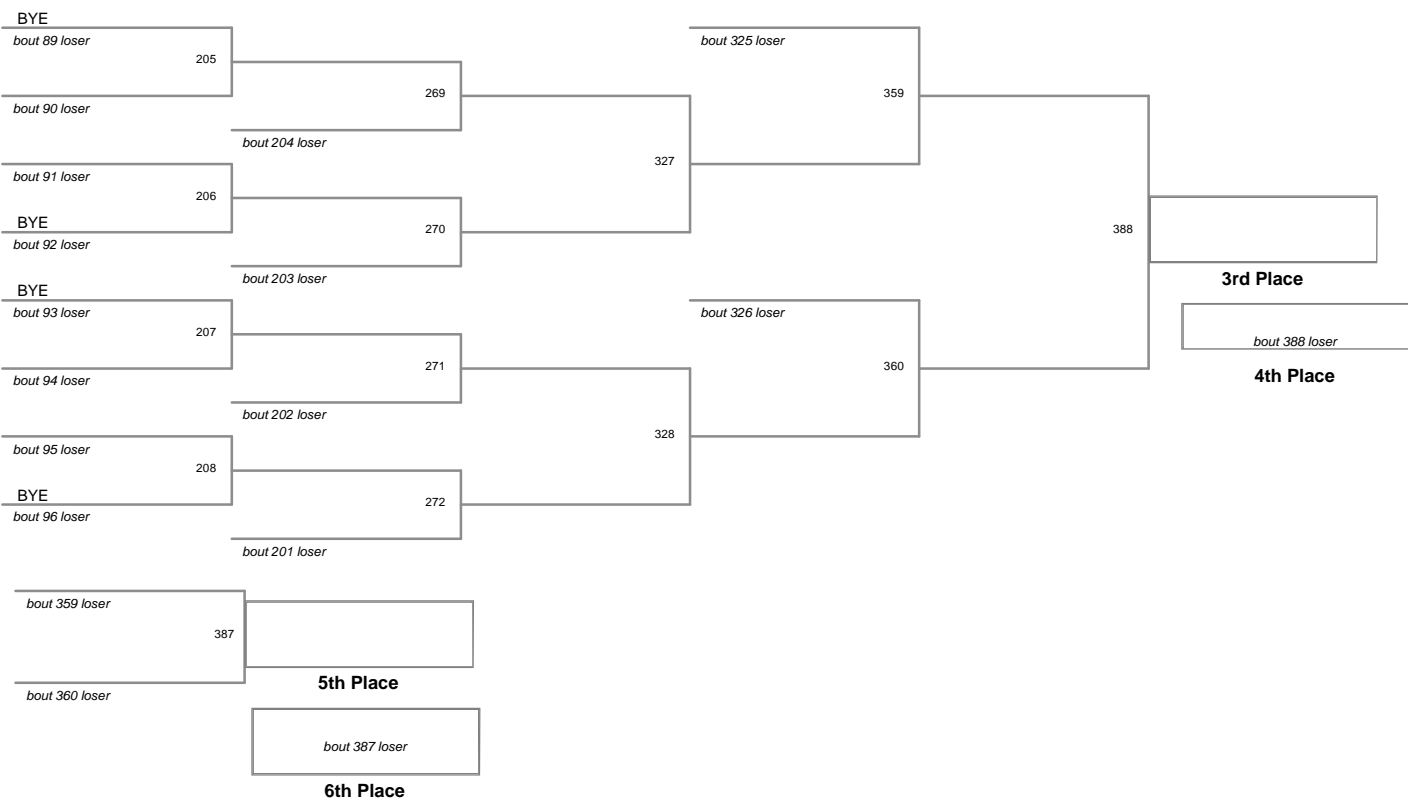 BYE
bout 89 loser
205
bout 90 loser
269
bout 204 loser
bout 91 loser
206
BYE
bout 92 loser
270
bout 203 loser
327
bout 325 loser
359
BYE
bout 93 loser
207
bout 94 loser
271
bout 202 loser
bout 95 loser
208
BYE
bout 96 loser
272
bout 201 loser
328
bout 326 loser
360
388
3rd Place
bout 388 loser
4th Place
bout 359 loser
387
bout 360 loser
5th Place
bout 387 loser
6th Place